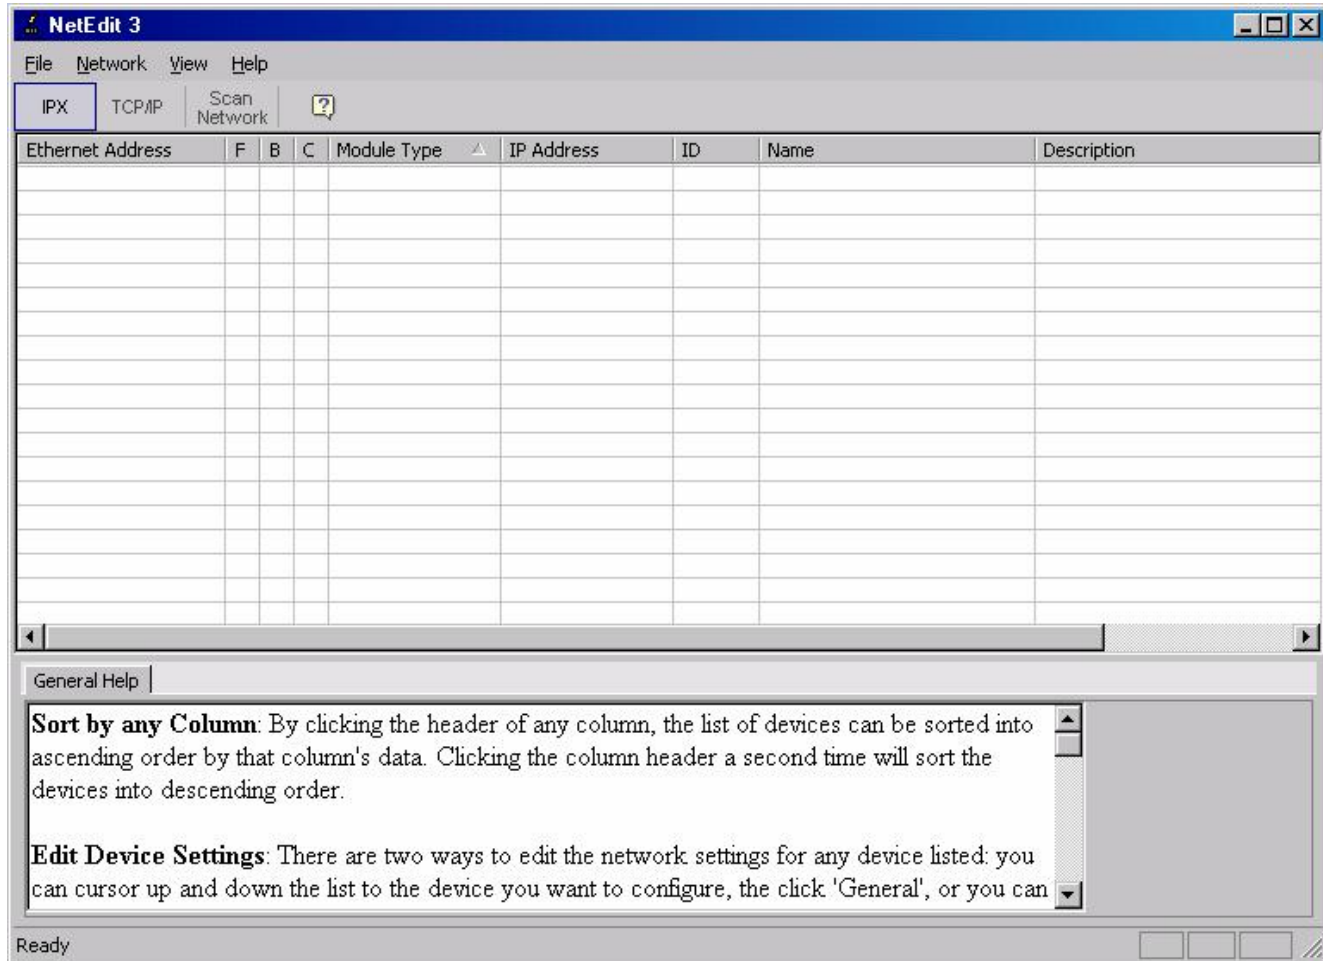 NetEdit 3
File Network View Help
IPX TCP/IP Scan
Network
Ethernet Address F B C Module Type IP Address ID Name Description
General Help
Sort by any Column: By clicking the header of any column, the list of devices can be sorted into
ascending order by that column's data. Clicking the column header a second time will sort the
devices into descending order.
Edit Device Settings: There are two ways to edit the network settings for any device listed: you
can cursor up and down the list to the device you want to configure, the click 'General', or you can
Ready